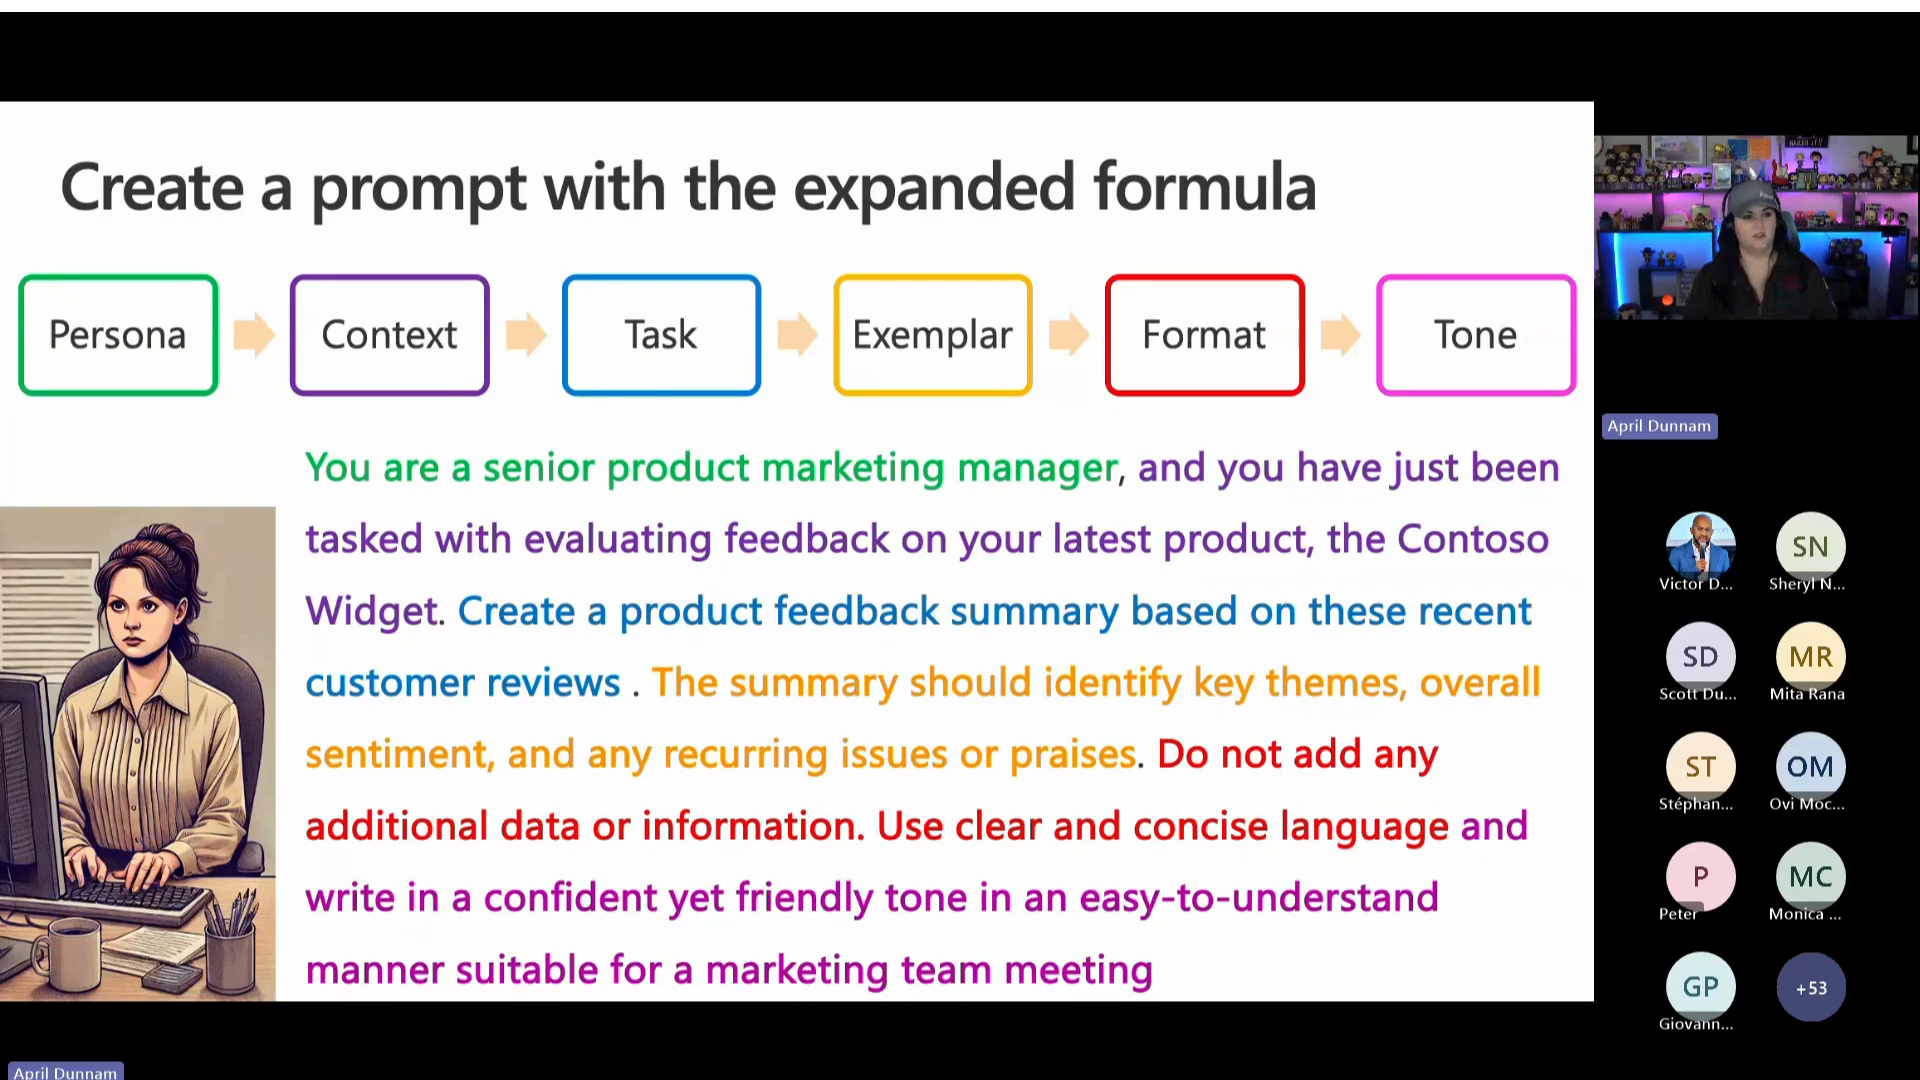 Create a prompt with the expanded formula
Persona
Context
Task
Exemplar
Format
Tone
You are a senior product marketing manager, and you have just been
tasked with evaluating feedback on your latest product, the Contoso
Widget. Create a product feedback summary based on these recent
customer reviews . The summary should identify key themes, overall
sentiment, and any recurring issues or praises. Do not add any
additional data or information. Use clear and concise language and
write in a confident yet friendly tone in an easy-to-understand
manner suitable for a marketing team meeting
April Dunnam
Victor D...
SN
Sheryl N...
SD
Scott Du...
MR
Mita Rana
ST
Stéphan...
OM
Ovi Moc...
P
Peter
MC
Monica ...
GP
Giovann...
+53
April Dunnam